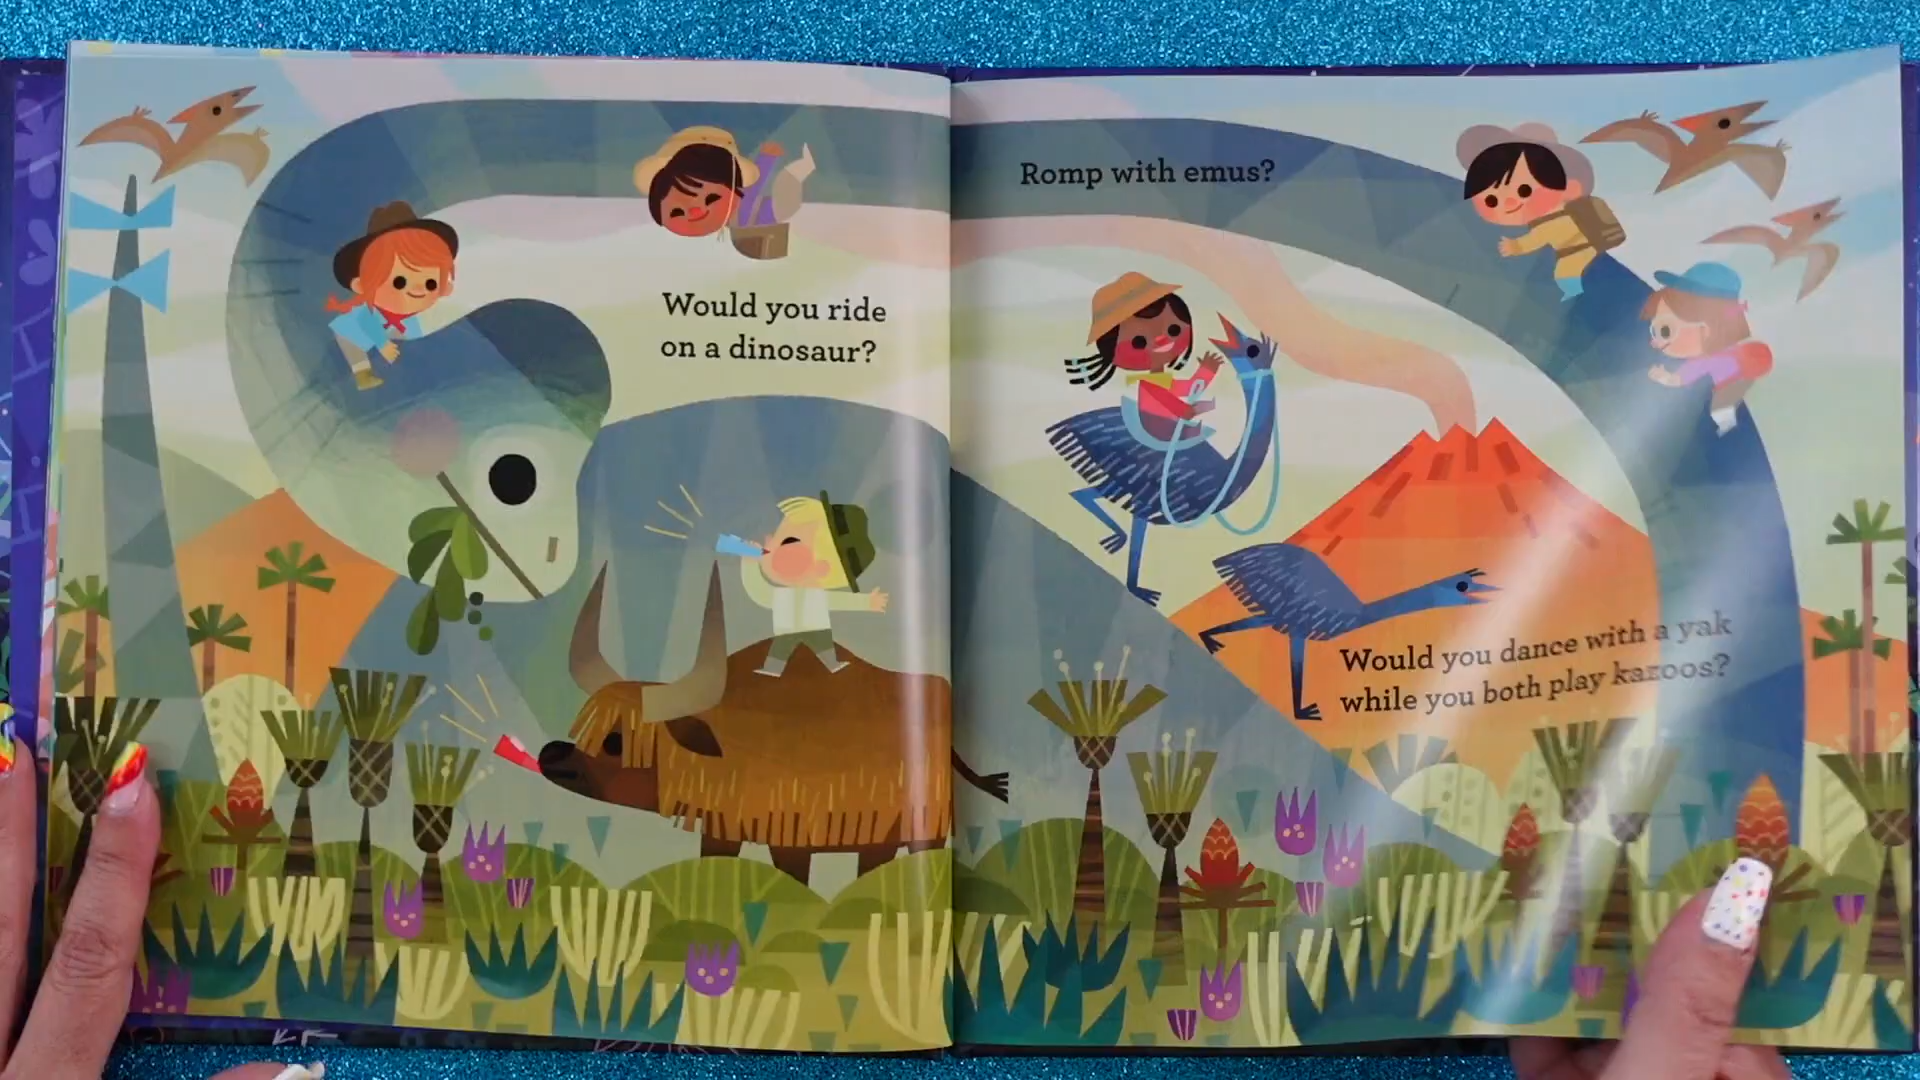 Would you ride
on a dinosaur?
Romp with emus?
Would you dance with a yak
while you both play kazoos?